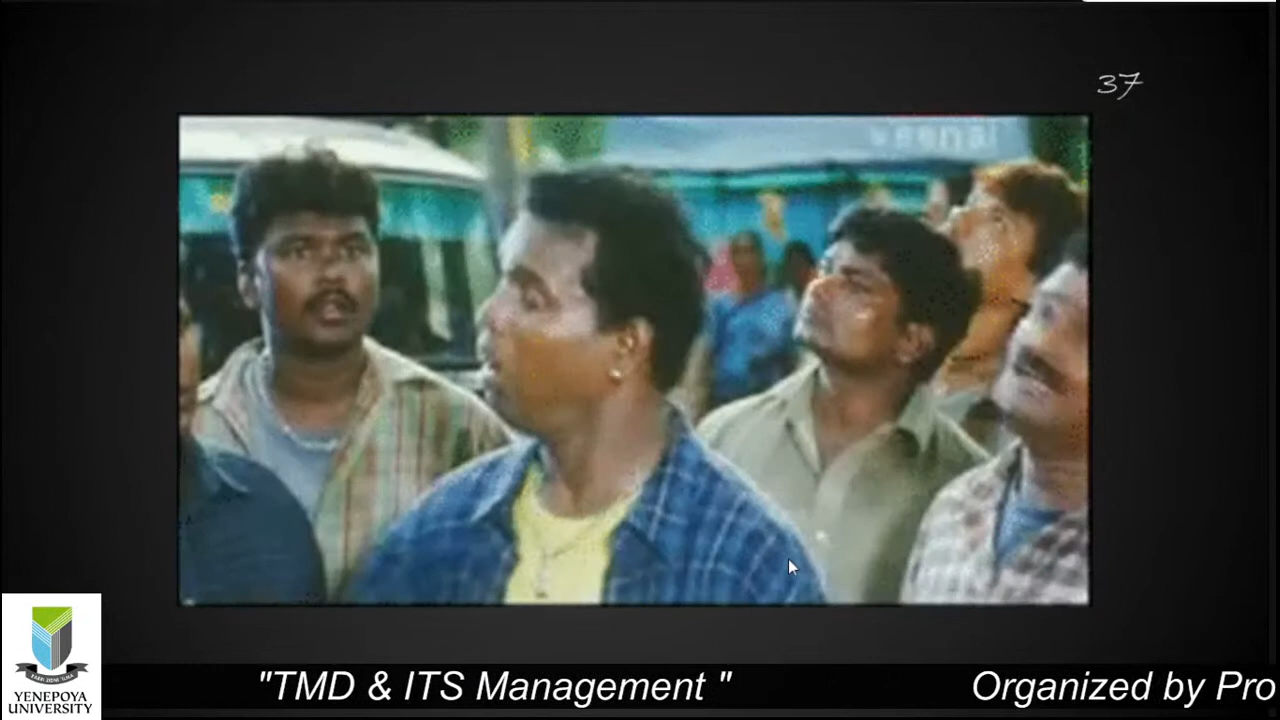 37
YENEPOYA
UNIVERSITY
"TMD & ITS Management "
Organized by Pro